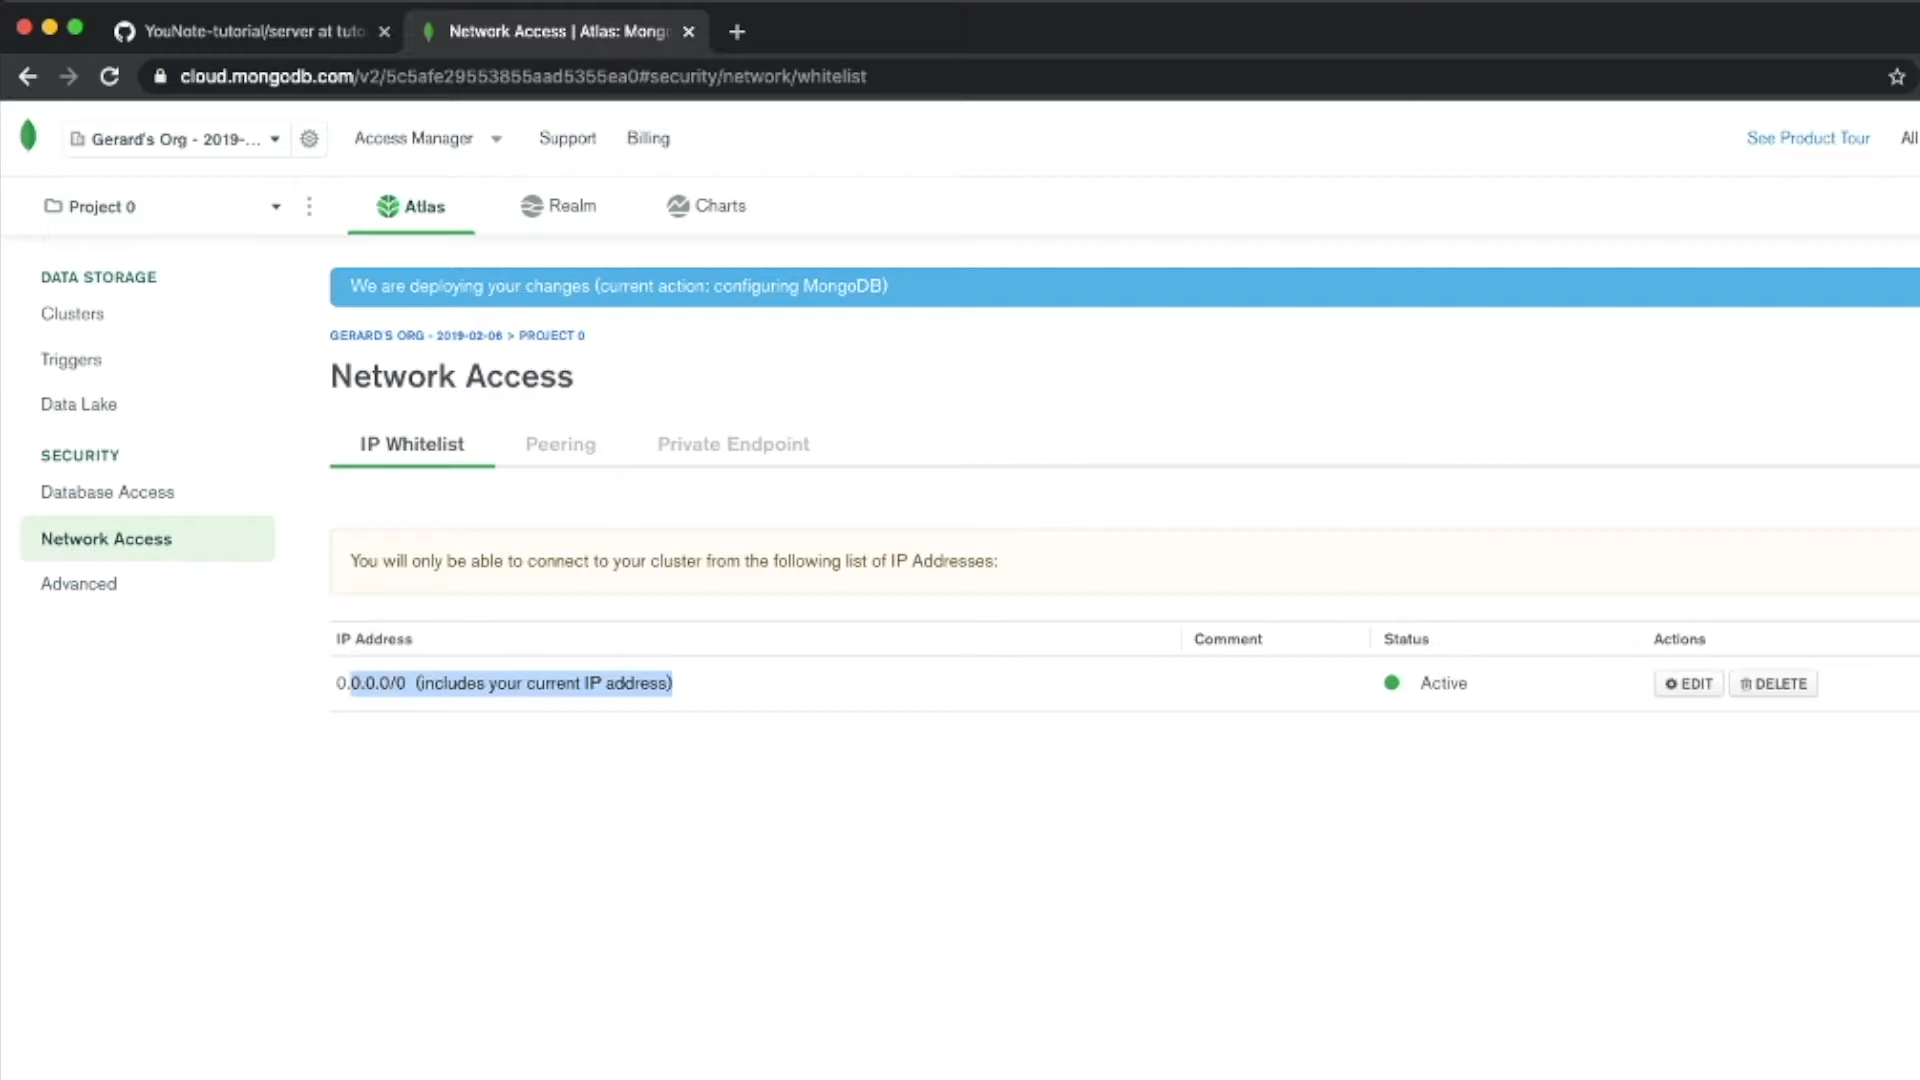 YouNote-tutorial/server at tuto
Network Access | Atlas: Mong
cloud.mongodb.com/v2/5c5afe29553855aad5355ea0#security/network/whitelist
Gerard's Org - 2019-...
Access Manager
Support
Billing
See Product Tour
All
Project 0
Atlas
Realm
Charts
DATA STORAGE
Clusters
Triggers
Data Lake
SECURITY
Database Access
Network Access
Advanced
We are deploying your changes (current action: configuring MongoDB)
GERARD'S ORG - 2019-02-06 > PROJECT 0
Network Access
IP Whitelist
Peering
Private Endpoint
You will only be able to connect to your cluster from the following list of IP Addresses:
IP Address
Comment
Status
Actions
0.0.0.0/0 (includes your current IP address)
Active
EDIT
DELETE